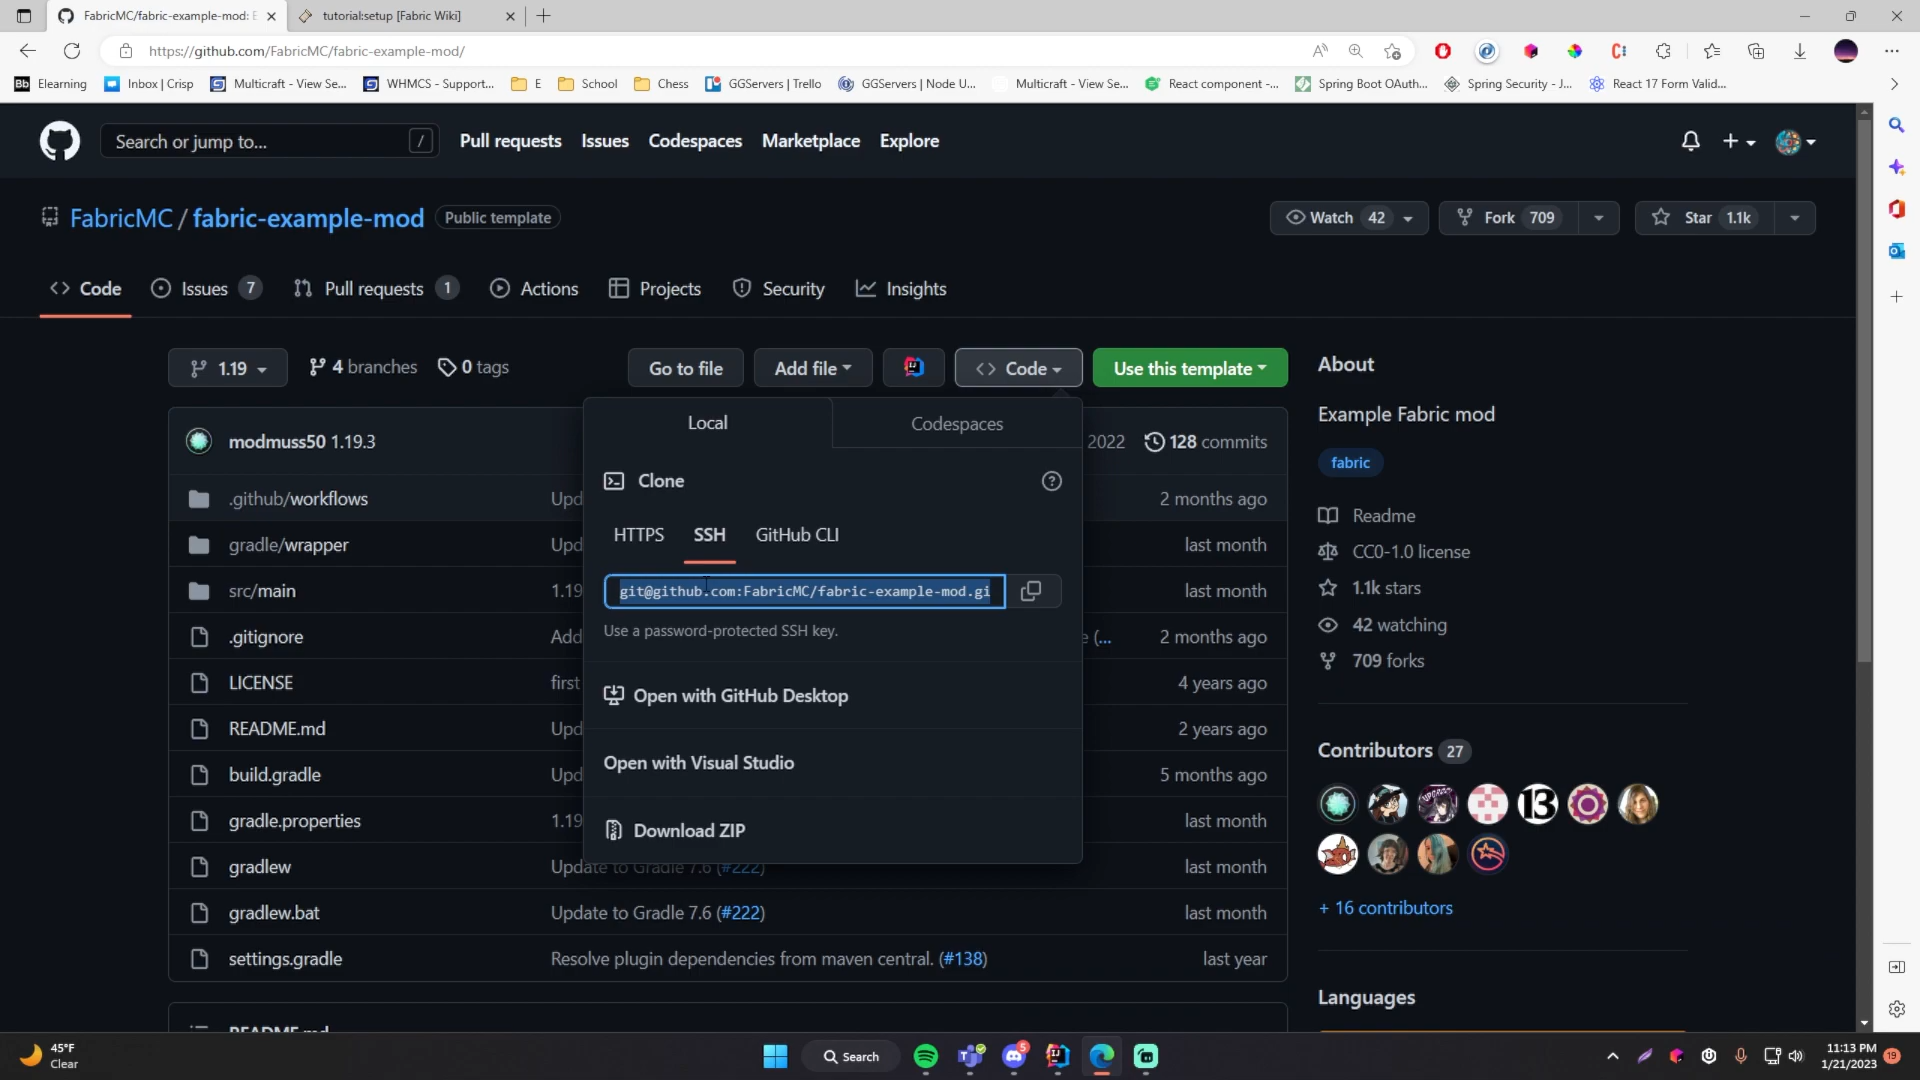 FabricMC/fabric-example-mod: E
tutorial:setup [Fabric Wiki]
https://github.com/FabricMC/fabric-example-mod/
Bb Elearning
Inbox | Crisp
Multicraft - View Se...
WHMCS - Support...
E
School
Chess
GGServers | Trello
GGServers | Node U...
Multicraft - View Se...
React component -...
Spring Boot OAuth...
Spring Security - J...
React 17 Form Valid...
Search or jump to...
/
Pull requests
Issues
Codespaces
Marketplace
Explore
FabricMC / fabric-example-mod
Public template
Watch 42
Fork 709
Star 1.1k
Code
Issues 7
Pull requests 1
Actions
Projects
Security
Insights
1.19
4 branches
0 tags
Go to file
Add file
Code
Use this template
modmuss50 1.19.3
2022
128 commits
.github/workflows
Upd
2 months ago
gradle/wrapper
Upd
last month
src/main
1.19
last month
.gitignore
Add
e (...
2 months ago
LICENSE
first
4 years ago
README.md
Upd
2 years ago
build.gradle
Upd
5 months ago
gradle.properties
1.19
last month
gradlew
Update to Gradle 7.6 (#222)
last month
gradlew.bat
Update to Gradle 7.6 (#222)
last month
settings.gradle
Resolve plugin dependencies from maven central. (#138)
last year
README.md
Local
Codespaces
Clone
HTTPS
SSH
GitHub CLI
git@github.com:FabricMC/fabric-example-mod.gi
Use a password-protected SSH key.
Open with GitHub Desktop
Open with Visual Studio
Download ZIP
About
Example Fabric mod
fabric
Readme
CC0-1.0 license
1.1k stars
42 watching
709 forks
Contributors 27
13
+ 16 contributors
Languages
45°F
Clear
Search
5
11:13 PM
1/21/2023
19